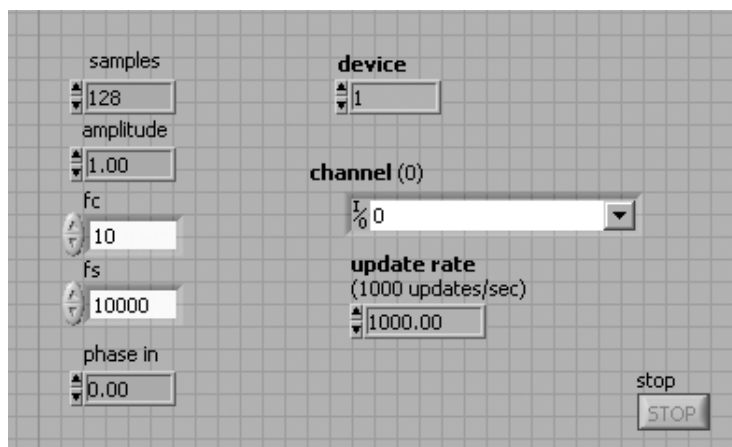 samples
128
amplitude
1.00
fc
10
fs
10000
phase in
0.00
device
1
channel (0)
I/O 0
update rate
(1000 updates/sec)
1000.00
stop
STOP